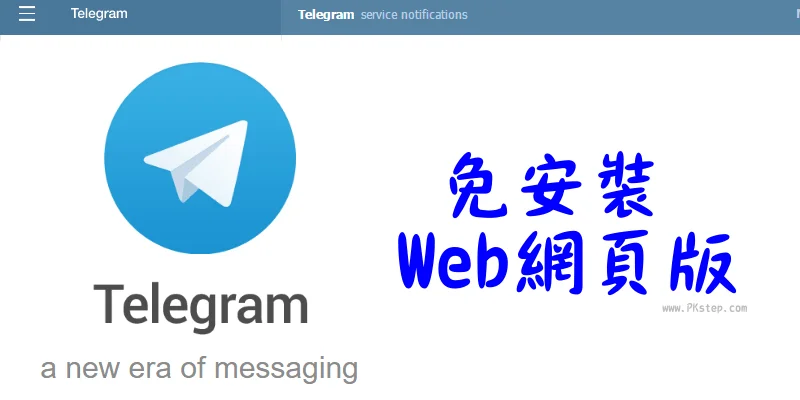 Telegram
Telegram service notifications
免安裝
Web網頁版
www.PKstep.com
Telegram
a new era of messaging